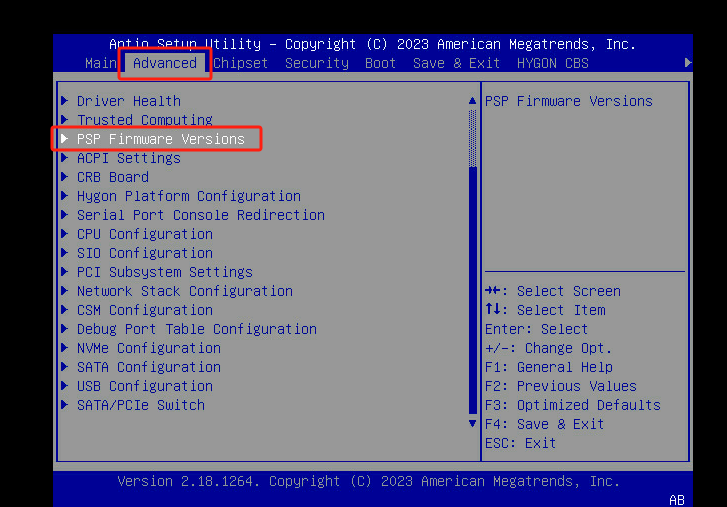 Aptio Setup Utility – Copyright (C) 2023 American Megatrends, Inc.
Main Advanced Chipset Security Boot Save & Exit HYGON CBS
Driver Health
Trusted Computing
PSP Firmware Versions
ACPI Settings
CRB Board
Hygon Platform Configuration
Serial Port Console Redirection
CPU Configuration
SIO Configuration
PCI Subsystem Settings
Network Stack Configuration
CSM Configuration
Debug Port Table Configuration
NVMe Configuration
SATA Configuration
USB Configuration
SATA/PCIe Switch
PSP Firmware Versions
→←: Select Screen
↑↓: Select Item
Enter: Select
+/-: Change Opt.
F1: General Help
F2: Previous Values
F3: Optimized Defaults
F4: Save & Exit
ESC: Exit
Version 2.18.1264. Copyright (C) 2023 American Megatrends, Inc.
AB